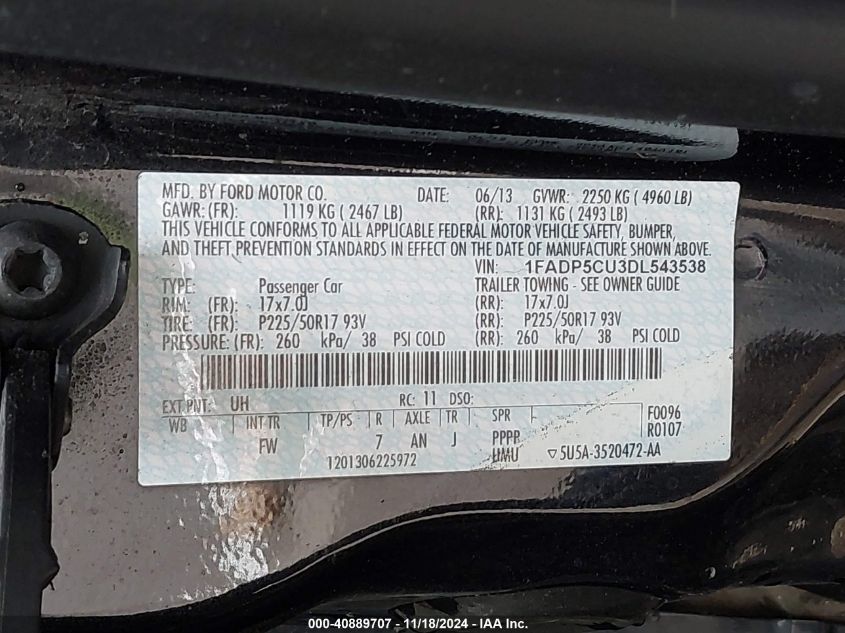 MFD. BY FORD MOTOR CO. DATE: 06/13 GVWR: 2250 KG ( 4960 LB)
GAWR: (FR): 1119 KG ( 2467 LB) (RR): 1131 KG ( 2493 LB)
THIS VEHICLE CONFORMS TO ALL APPLICABLE FEDERAL MOTOR VEHICLE SAFETY, BUMPER,
AND THEFT PREVENTION STANDARDS IN EFFECT ON THE DATE OF MANUFACTURE SHOWN ABOVE.
VIN: 1FADP5CU3DL543538
TYPE: Passenger Car TRAILER TOWING - SEE OWNER GUIDE
RIM: (FR): 17x7.0J (RR): 17x7.0J
TIRE: (FR): P225/50R17 93V (RR): P225/50R17 93V
PRESSURE: (FR): 260 kPa/ 38 PSI COLD (RR): 260 kPa/ 38 PSI COLD
EXT PNT: UH RC: 11 DSO:
WB INT TR TP/PS R AXLE TR SPR F0096
FW 7 AN J PPPP R0107
1201306225972 UMU ▽ 5U5A-3520472-AA
000-40889707 - 11/18/2024 - IAA Inc.